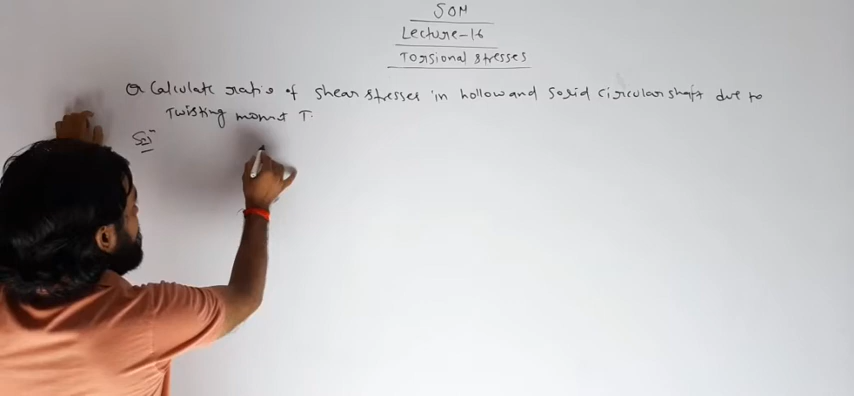 SOM
Lecture-16
Torsional stresses
Q Calculate ratio of shear stresses in hollow and solid circular shaft due to
Twisting momnt T.
Sol